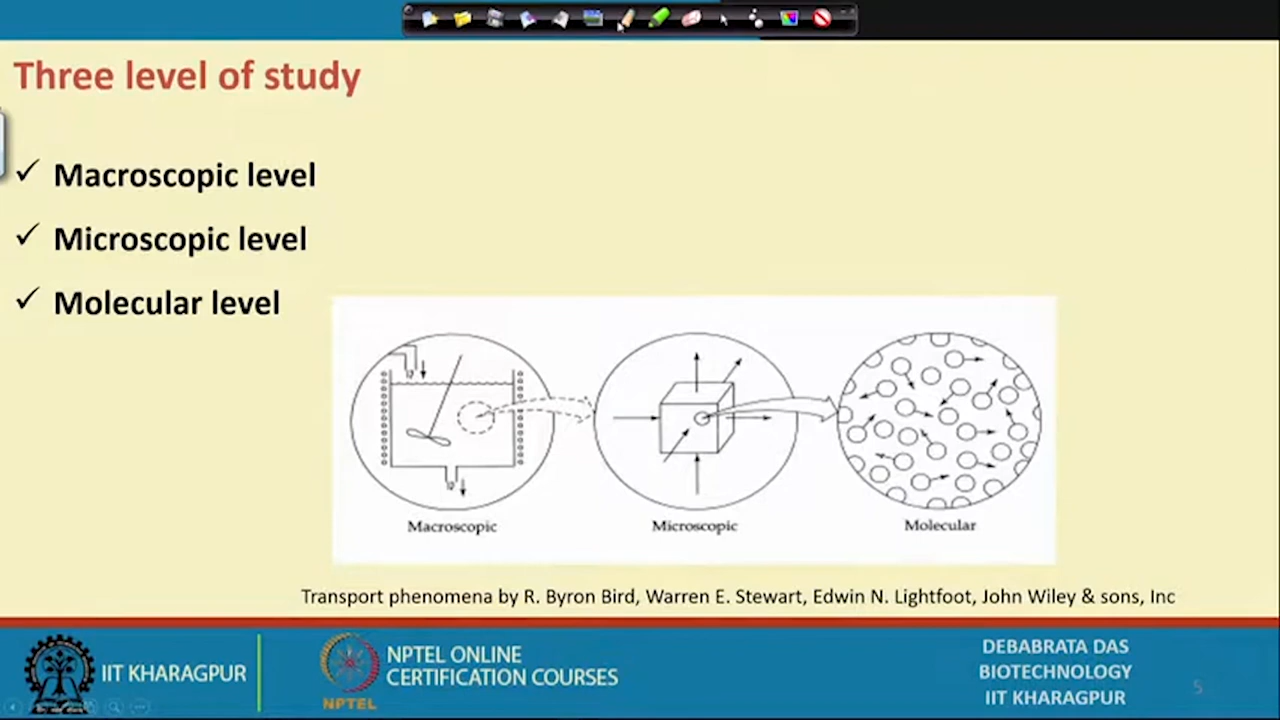 Three level of study
✓ Macroscopic level
✓ Microscopic level
✓ Molecular level
Macroscopic
Microscopic
Molecular
Transport phenomena by R. Byron Bird, Warren E. Stewart, Edwin N. Lightfoot, John Wiley & sons, Inc
IIT KHARAGPUR
NPTEL ONLINE
CERTIFICATION COURSES
NPTEL
DEBABRATA DAS
BIOTECHNOLOGY
IIT KHARAGPUR
5